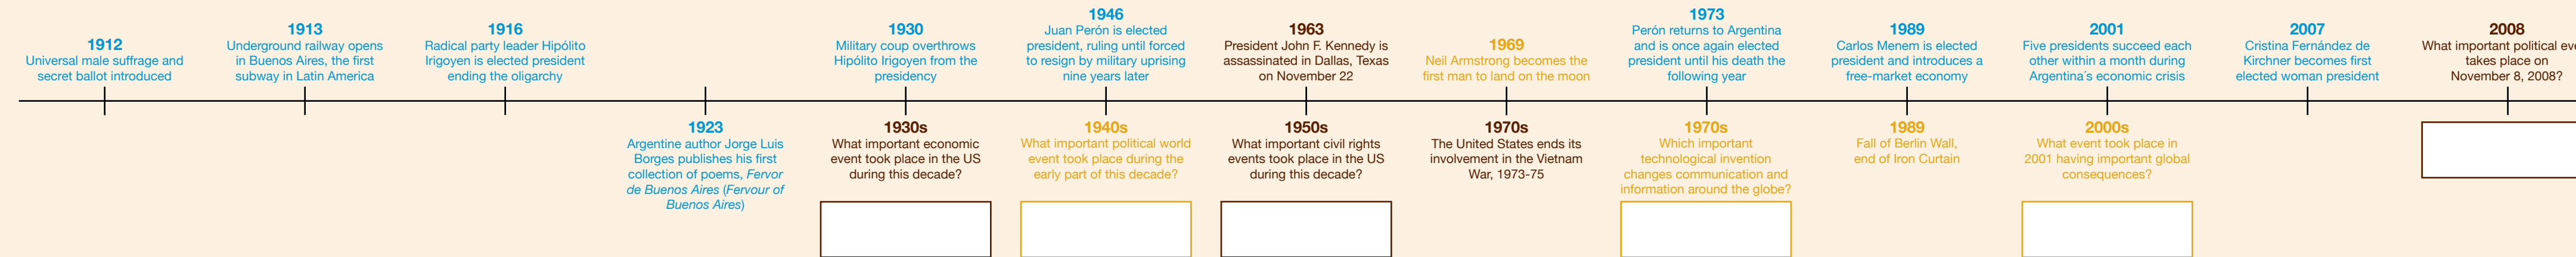 1912
Universal male suffrage and
secret ballot introduced
1913
Underground railway opens
in Buenos Aires, the first
subway in Latin America
1916
Radical party leader Hipólito
Irigoyen is elected president
ending the oligarchy
1923
Argentine author Jorge Luis
Borges publishes his first
collection of poems, Fervor
de Buenos Aires (Fervour of
Buenos Aires)
1930
Military coup overthrows
Hipólito Irigoyen from the
presidency
1930s
What important economic
event took place in the US
during this decade?
1946
Juan Perón is elected
president, ruling until forced
to resign by military uprising
nine years later
1940s
What important political world
event took place during the
early part of this decade?
1963
President John F. Kennedy is
assassinated in Dallas, Texas
on November 22
1950s
What important civil rights
events took place in the US
during this decade?
1969
Neil Armstrong becomes the
first man to land on the moon
1970s
The United States ends its
involvement in the Vietnam
War, 1973-75
1973
Perón returns to Argentina
and is once again elected
president until his death the
following year
1970s
Which important
technological invention
changes communication and
information around the globe?
1989
Carlos Menem is elected
president and introduces a
free-market economy
1989
Fall of Berlin Wall,
end of Iron Curtain
2001
Five presidents succeed each
other within a month during
Argentina´s economic crisis
2000s
What event took place in
2001 having important global
consequences?
2007
Cristina Fernández de
Kirchner becomes first
elected woman president
2008
What important political eve
takes place on
November 8, 2008?